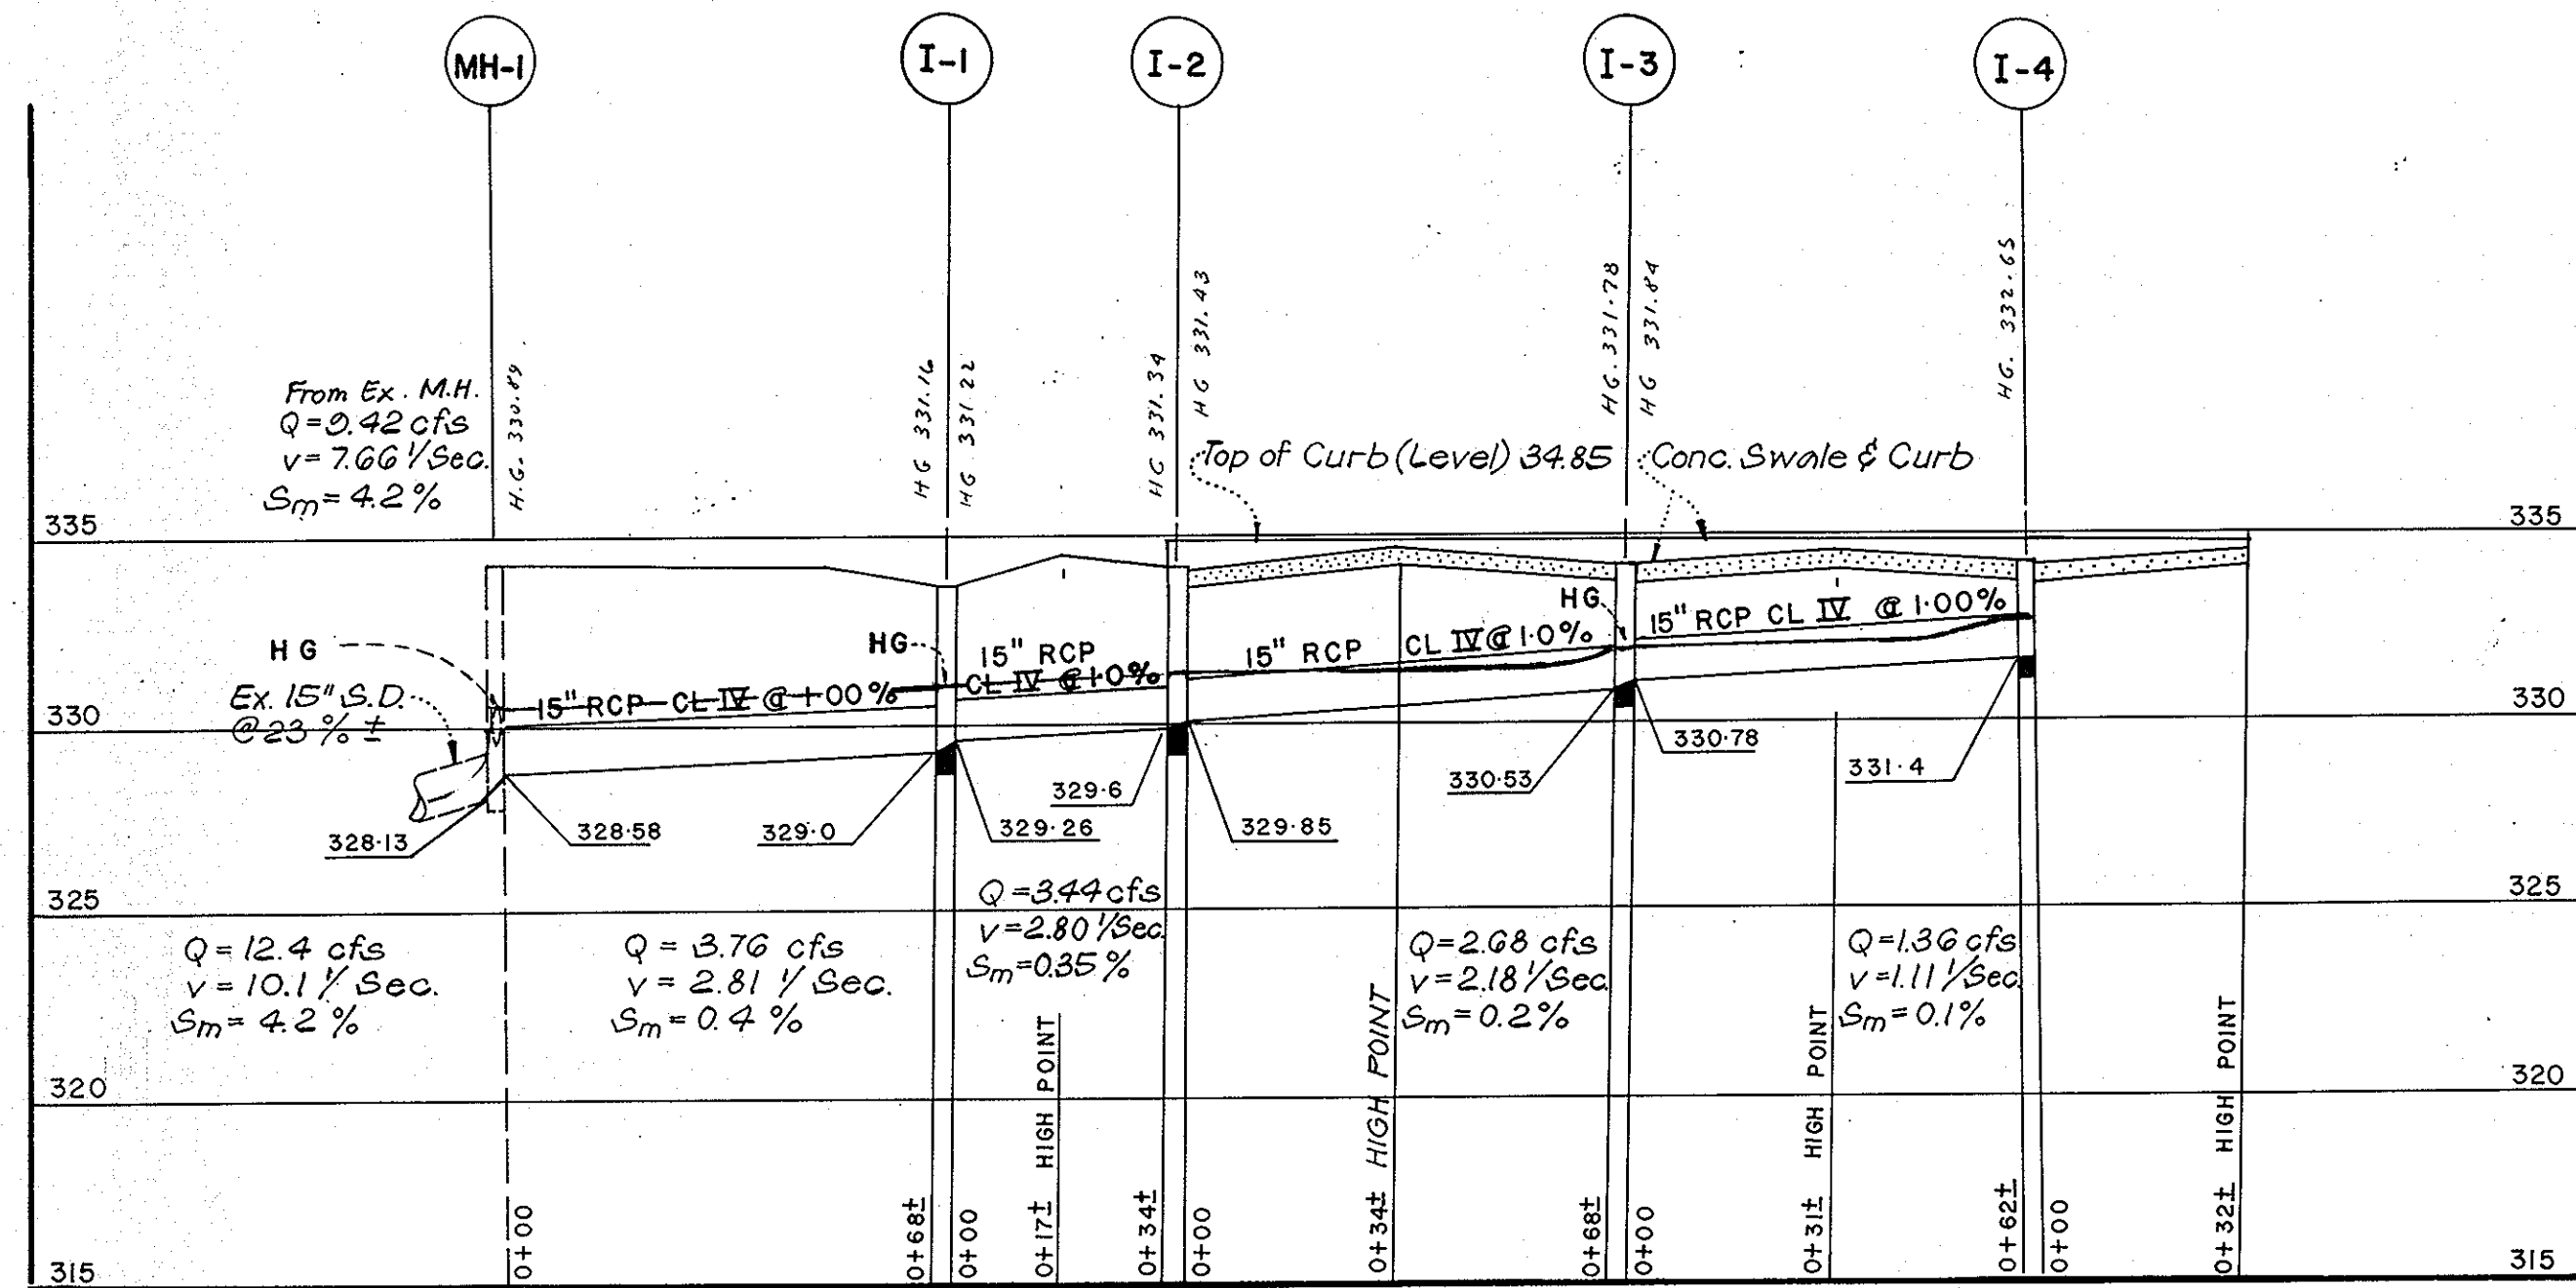 MH-1
I-1
I-2
I-3
I-4
H.G. 330.89
HG 331.16
HG 331.22
HG 331.34
HG 331.43
HG. 331.78
HG 331.84
HG. 332.65
From Ex. M.H.
Q=9.42 cfs
v=7.66 '/Sec.
Sm=4.2%
Top of Curb (Level) 34.85
Conc. Swale & Curb
335
335
HG
HG
HG
15" RCP CL IV @ 1.00%
15" RCP
CL IV @ 1.0%
15" RCP CL IV @ 1.0%
15" RCP CL IV @ 1.00%
Ex. 15" S.D.
@ 23 % ±
330
330
328.13
328.58
329.0
329.26
329.6
329.85
330.53
330.78
331.4
325
325
Q = 12.4 cfs
v = 10.1 '/ Sec.
Sm = 4.2 %
Q = 3.76 cfs
v = 2.81 '/ Sec.
Sm = 0.4 %
Q=3.44 cfs
v=2.80 '/Sec.
Sm=0.35 %
Q=2.68 cfs
v=2.18 '/Sec.
Sm=0.2%
Q=1.36 cfs
v=1.11 '/Sec.
Sm=0.1%
320
320
0+00
0+68±
0+00
0+17± HIGH POINT
0+34±
0+00
0+34± HIGH POINT
0+68±
0+00
0+31± HIGH POINT
0+62±
0+00
0+32± HIGH POINT
315
315